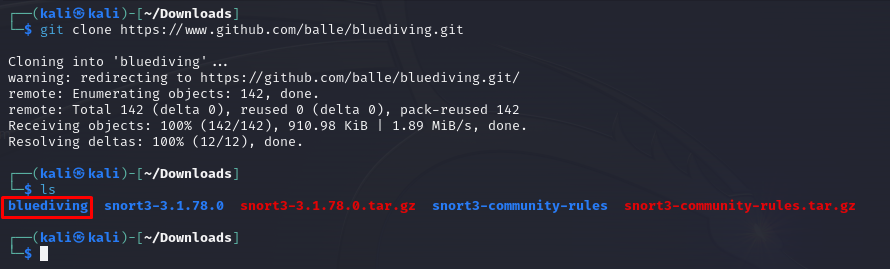 ┌──(kali㉿kali)-[~/Downloads]
└─$ git clone https://www.github.com/balle/bluediving.git
Cloning into 'bluediving'...
warning: redirecting to https://github.com/balle/bluediving.git/
remote: Enumerating objects: 142, done.
remote: Total 142 (delta 0), reused 0 (delta 0), pack-reused 142
Receiving objects: 100% (142/142), 910.98 KiB | 1.89 MiB/s, done.
Resolving deltas: 100% (12/12), done.
┌──(kali㉿kali)-[~/Downloads]
└─$ ls
bluediving snort3-3.1.78.0 snort3-3.1.78.0.tar.gz snort3-community-rules snort3-community-rules.tar.gz
┌──(kali㉿kali)-[~/Downloads]
└─$